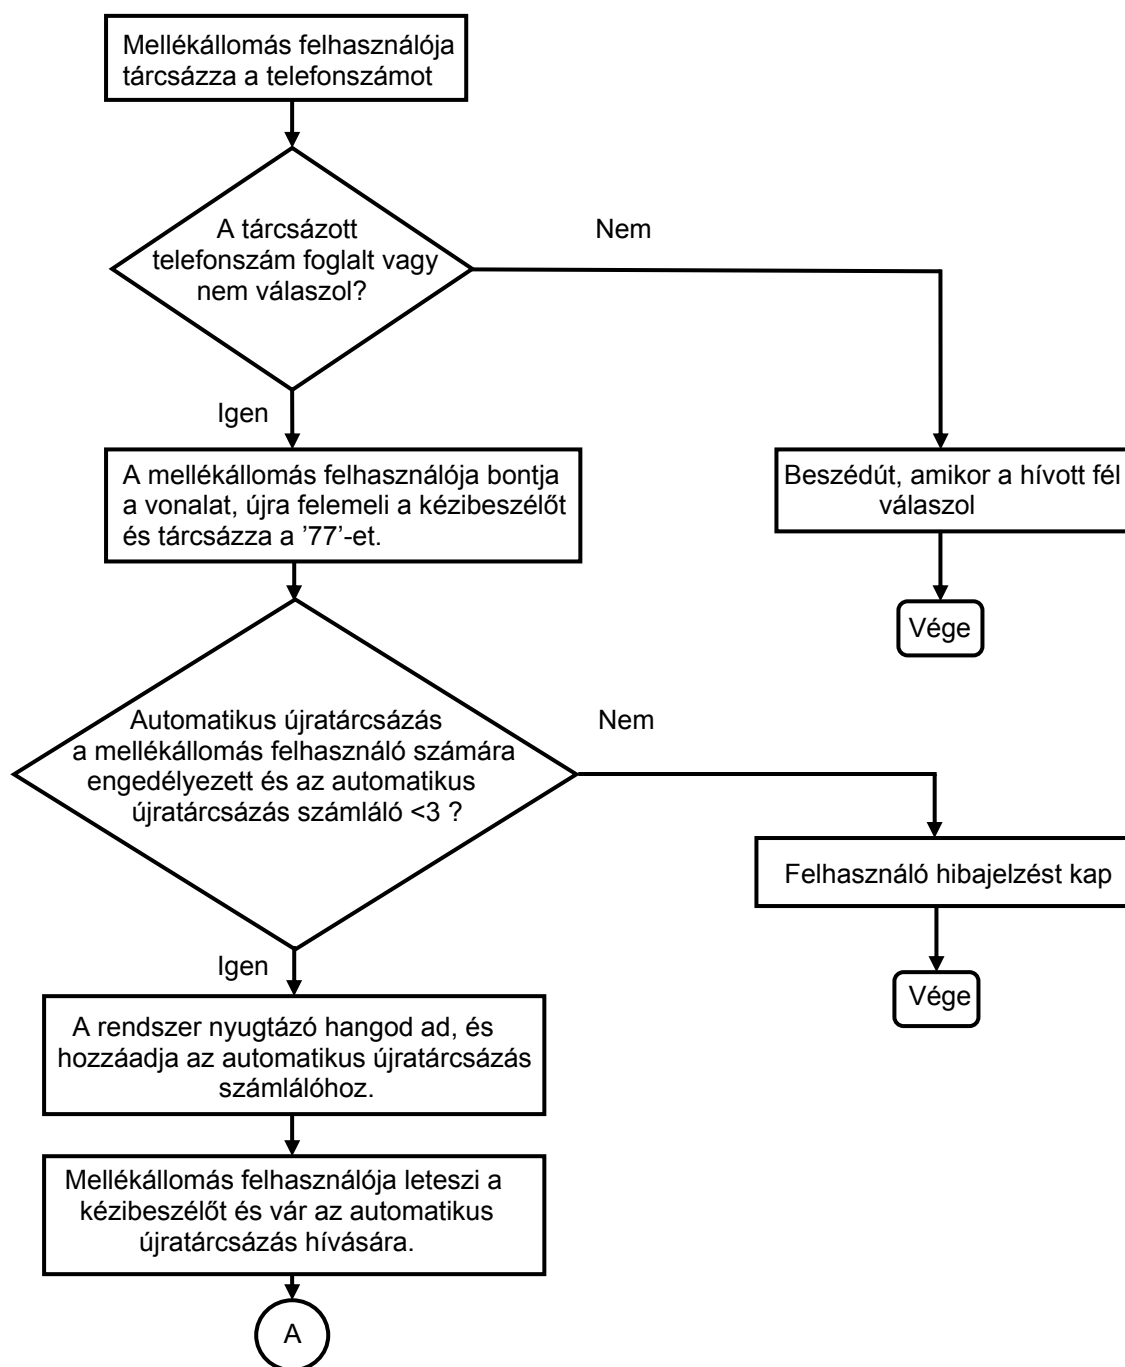 Mellékállomás felhasználója
tárcsázza a telefonszámot
A tárcsázott
telefonszám foglalt vagy
nem válaszol?
Nem
Igen
A mellékállomás felhasználója bontja
a vonalat, újra felemeli a kézibeszélőt
és tárcsázza a ’77’-et.
Beszédút, amikor a hívott fél
válaszol
Vége
Automatikus újratárcsázás
a mellékállomás felhasználó számára
engedélyezett és az automatikus
újratárcsázás számláló <3 ?
Nem
Felhasználó hibajelzést kap
Igen
Vége
A rendszer nyugtázó hangod ad, és
hozzáadja az automatikus újratárcsázás
számlálóhoz.
Mellékállomás felhasználója leteszi a
kézibeszélőt és vár az automatikus
újratárcsázás hívására.
A